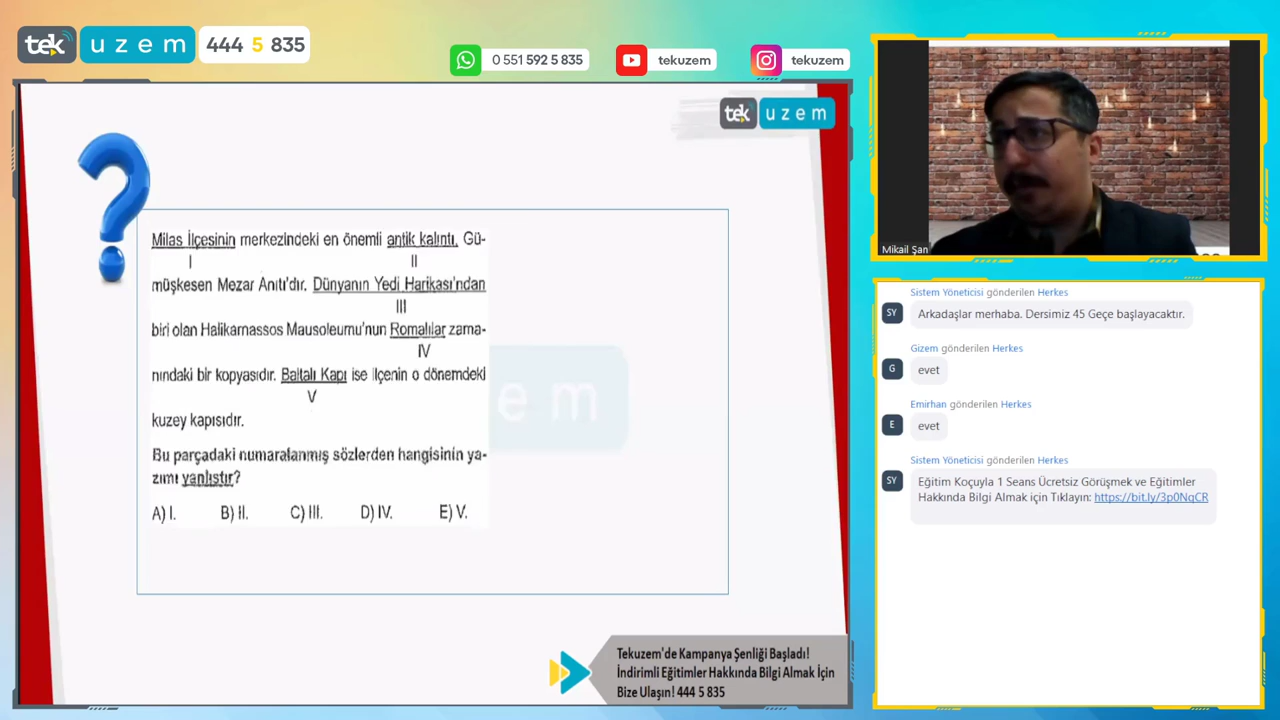 tek uzem 444 5 835
0 551 592 5 835
tekuzem
tekuzem
tek uzem
Milas İlçesinin merkezindeki en önemli antik kalıntı, Gü-
I II
müşkesen Mezar Anıtı'dır. Dünyanın Yedi Harikası'ndan
III
biri olan Halikarnassos Mausoleumu'nun Romalılar zama-
IV
nındaki bir kopyasıdır. Baltalı Kapı ise ilçenin o dönemdeki
V
kuzey kapısıdır.
Bu parçadaki numaralanmış sözlerden hangisinin ya-
zımı yanlıştır?
A) I. B) II. C) III. D) IV. E) V.
em
Tekuzem'de Kampanya Şenliği Başladı!
İndirimli Eğitimler Hakkında Bilgi Almak İçin
Bize Ulaşın! 444 5 835
Mikail Şan
Sistem Yöneticisi gönderilen Herkes
SY Arkadaşlar merhaba. Dersimiz 45 Geçe başlayacaktır.
Gizem gönderilen Herkes
G evet
Emirhan gönderilen Herkes
E evet
Sistem Yöneticisi gönderilen Herkes
SY Eğitim Koçuyla 1 Seans Ücretsiz Görüşmek ve Eğitimler
Hakkında Bilgi Almak için Tıklayın: https://bit.ly/3p0NqCR